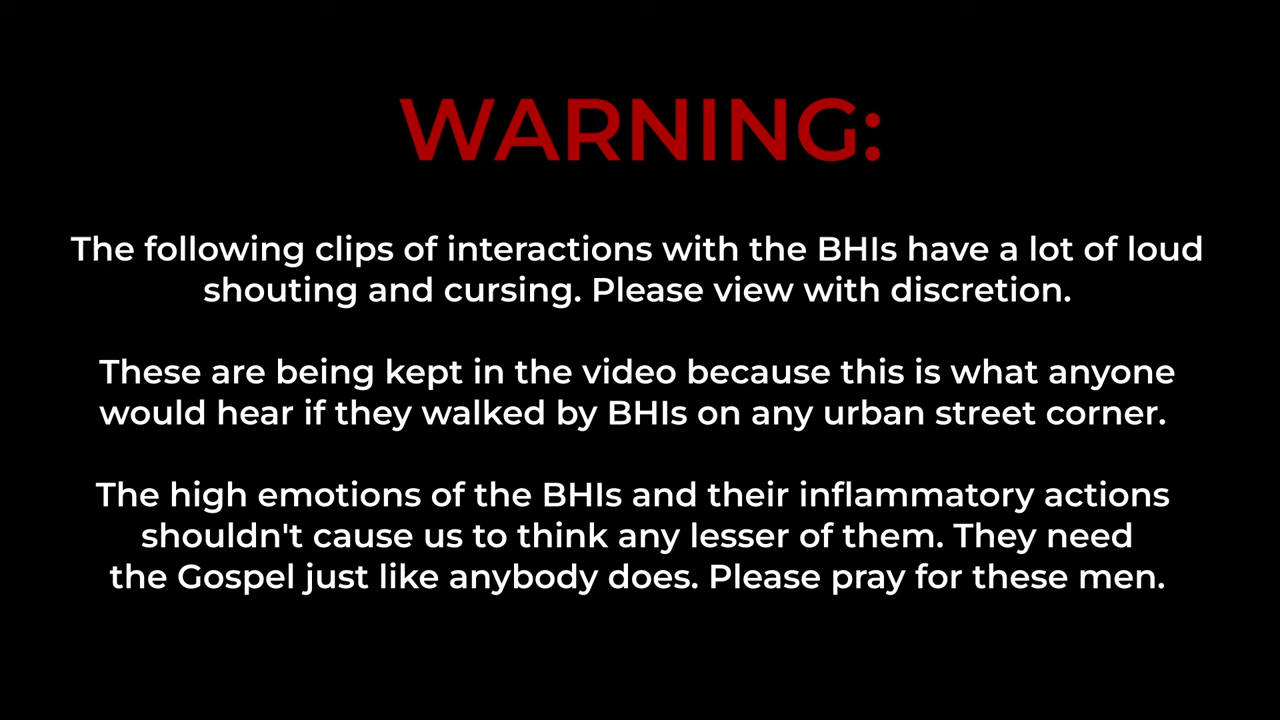 WARNING:
The following clips of interactions with the BHIs have a lot of loud
shouting and cursing. Please view with discretion.
These are being kept in the video because this is what anyone
would hear if they walked by BHIs on any urban street corner.
The high emotions of the BHIs and their inflammatory actions
shouldn't cause us to think any lesser of them. They need
the Gospel just like anybody does. Please pray for these men.